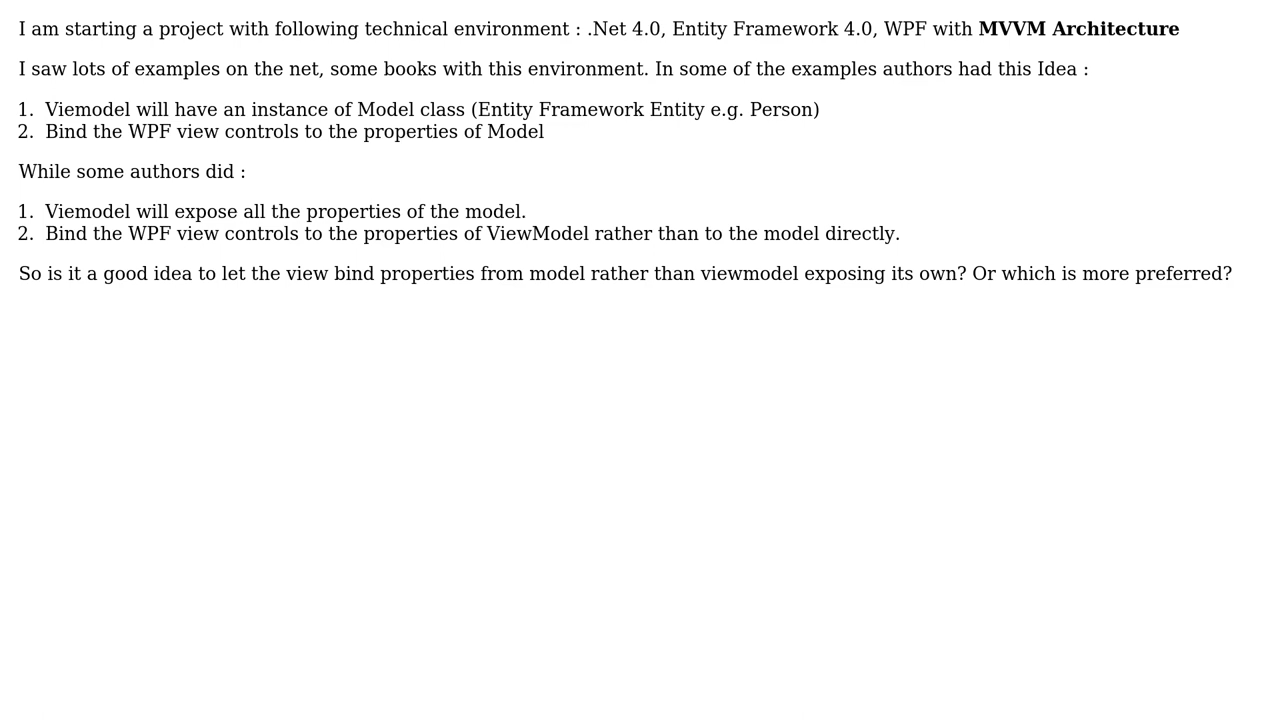 I am starting a project with following technical environment : .Net 4.0, Entity Framework 4.0, WPF with MVVM Architecture
I saw lots of examples on the net, some books with this environment. In some of the examples authors had this Idea :
1. Viemodel will have an instance of Model class (Entity Framework Entity e.g. Person)
2. Bind the WPF view controls to the properties of Model
While some authors did :
1. Viemodel will expose all the properties of the model.
2. Bind the WPF view controls to the properties of ViewModel rather than to the model directly.
So is it a good idea to let the view bind properties from model rather than viewmodel exposing its own? Or which is more preferred?